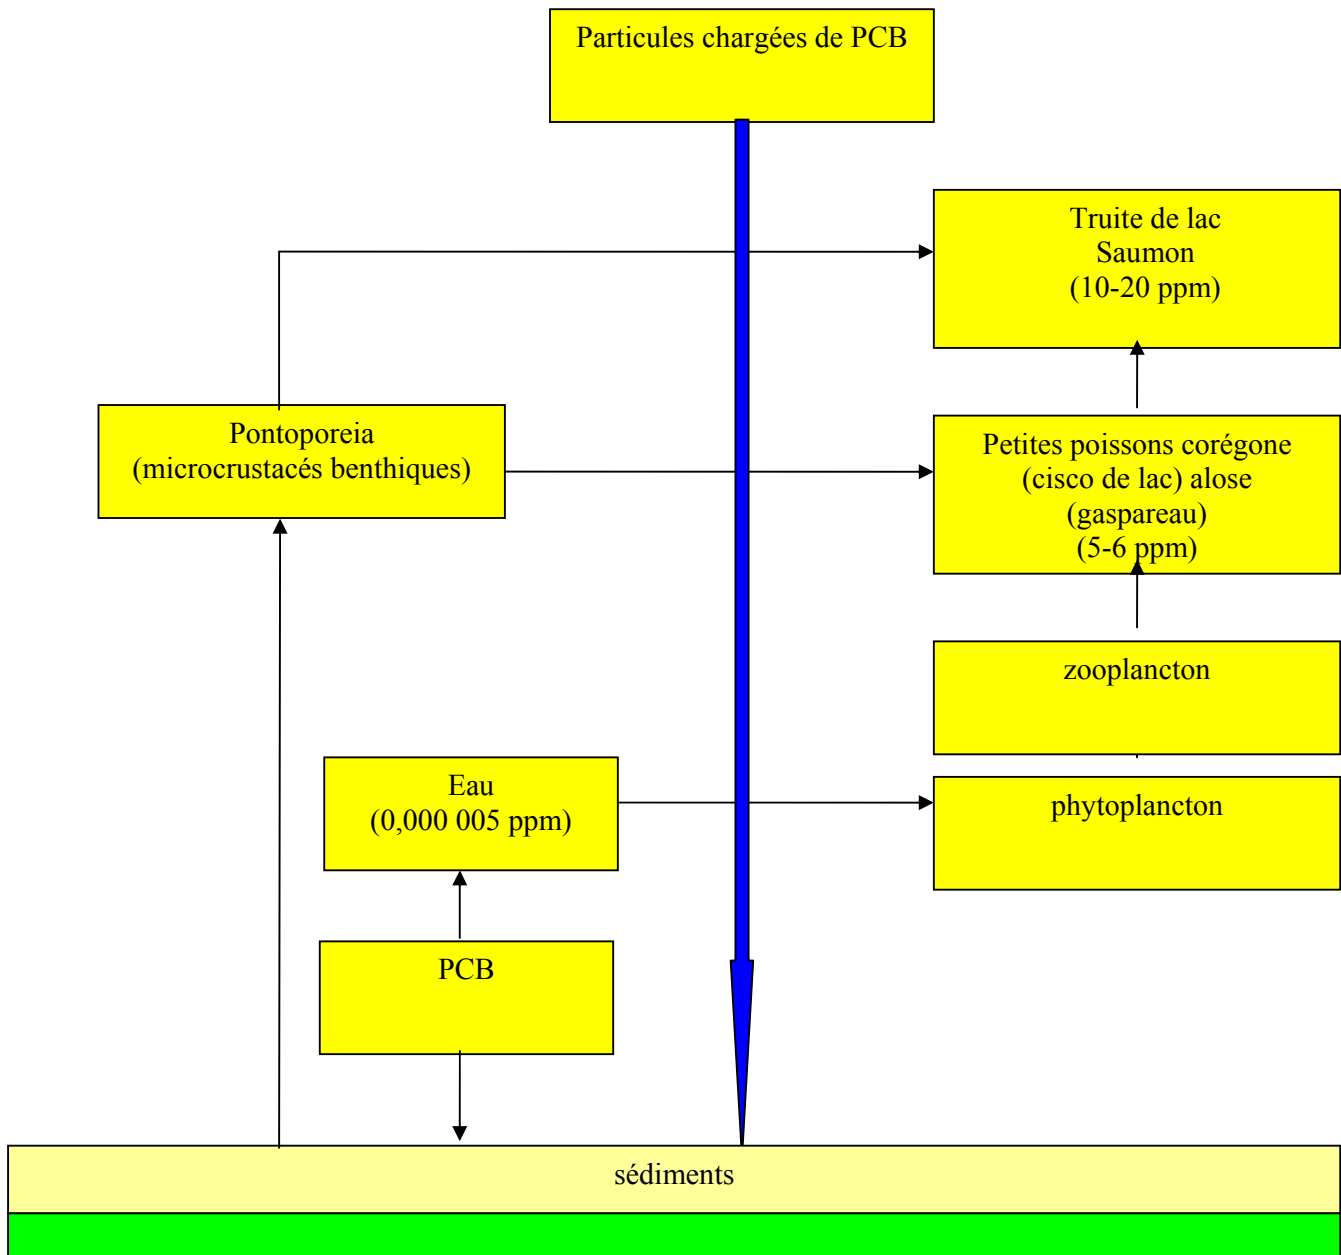 Particules chargées de PCB
Truite de lac
Saumon
(10-20 ppm)
Pontoporeia
(microcrustacés benthiques)
Petites poissons corégone
(cisco de lac) alose
(gaspareau)
(5-6 ppm)
zooplancton
Eau
(0,000 005 ppm)
phytoplancton
PCB
sédiments